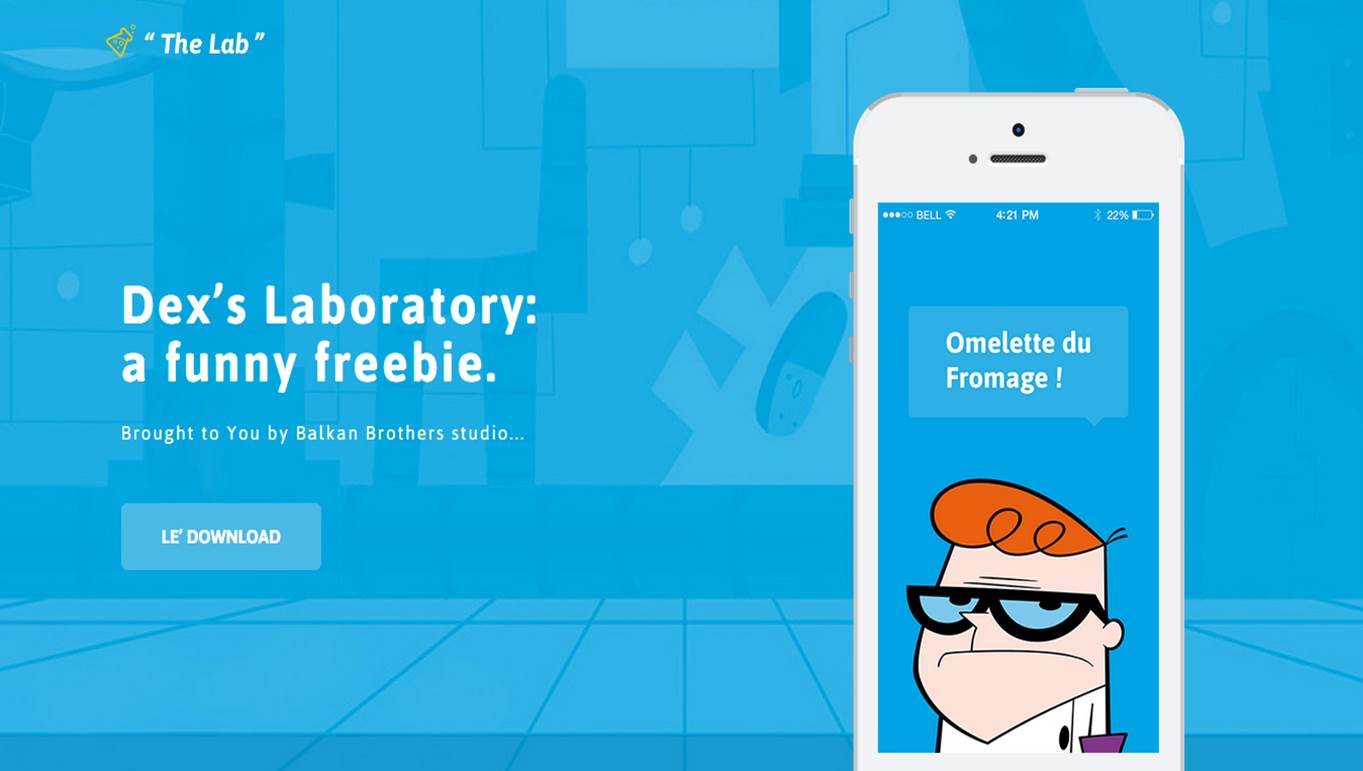 “ The Lab ”
Dex’s Laboratory:
a funny freebie.
Brought to You by Balkan Brothers studio...
LE’ DOWNLOAD
BELL 4:21 PM 22%
Omelette du
Fromage !